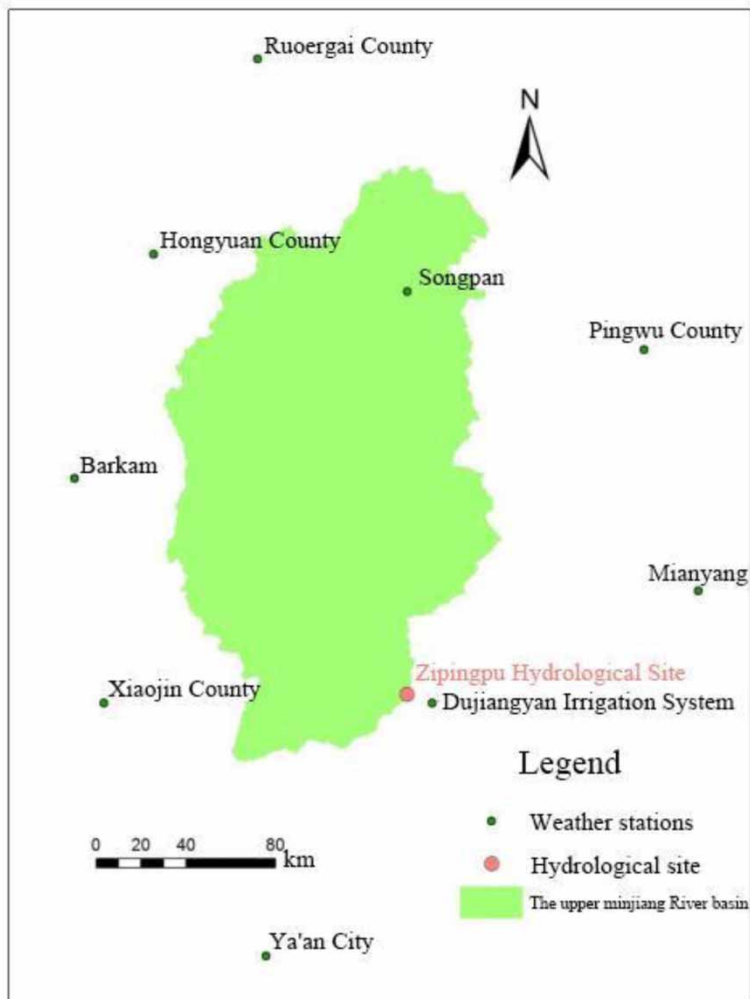 Ruoergai County
N
Hongyuan County
Songpan
Pingwu County
Barkam
Mianyang
Zipingpu Hydrological Site
Xiaojin County
Dujiangyan Irrigation System
Legend
Weather stations
0 20 40 80
km
Hydrological site
The upper minjiang River basin
Ya'an City